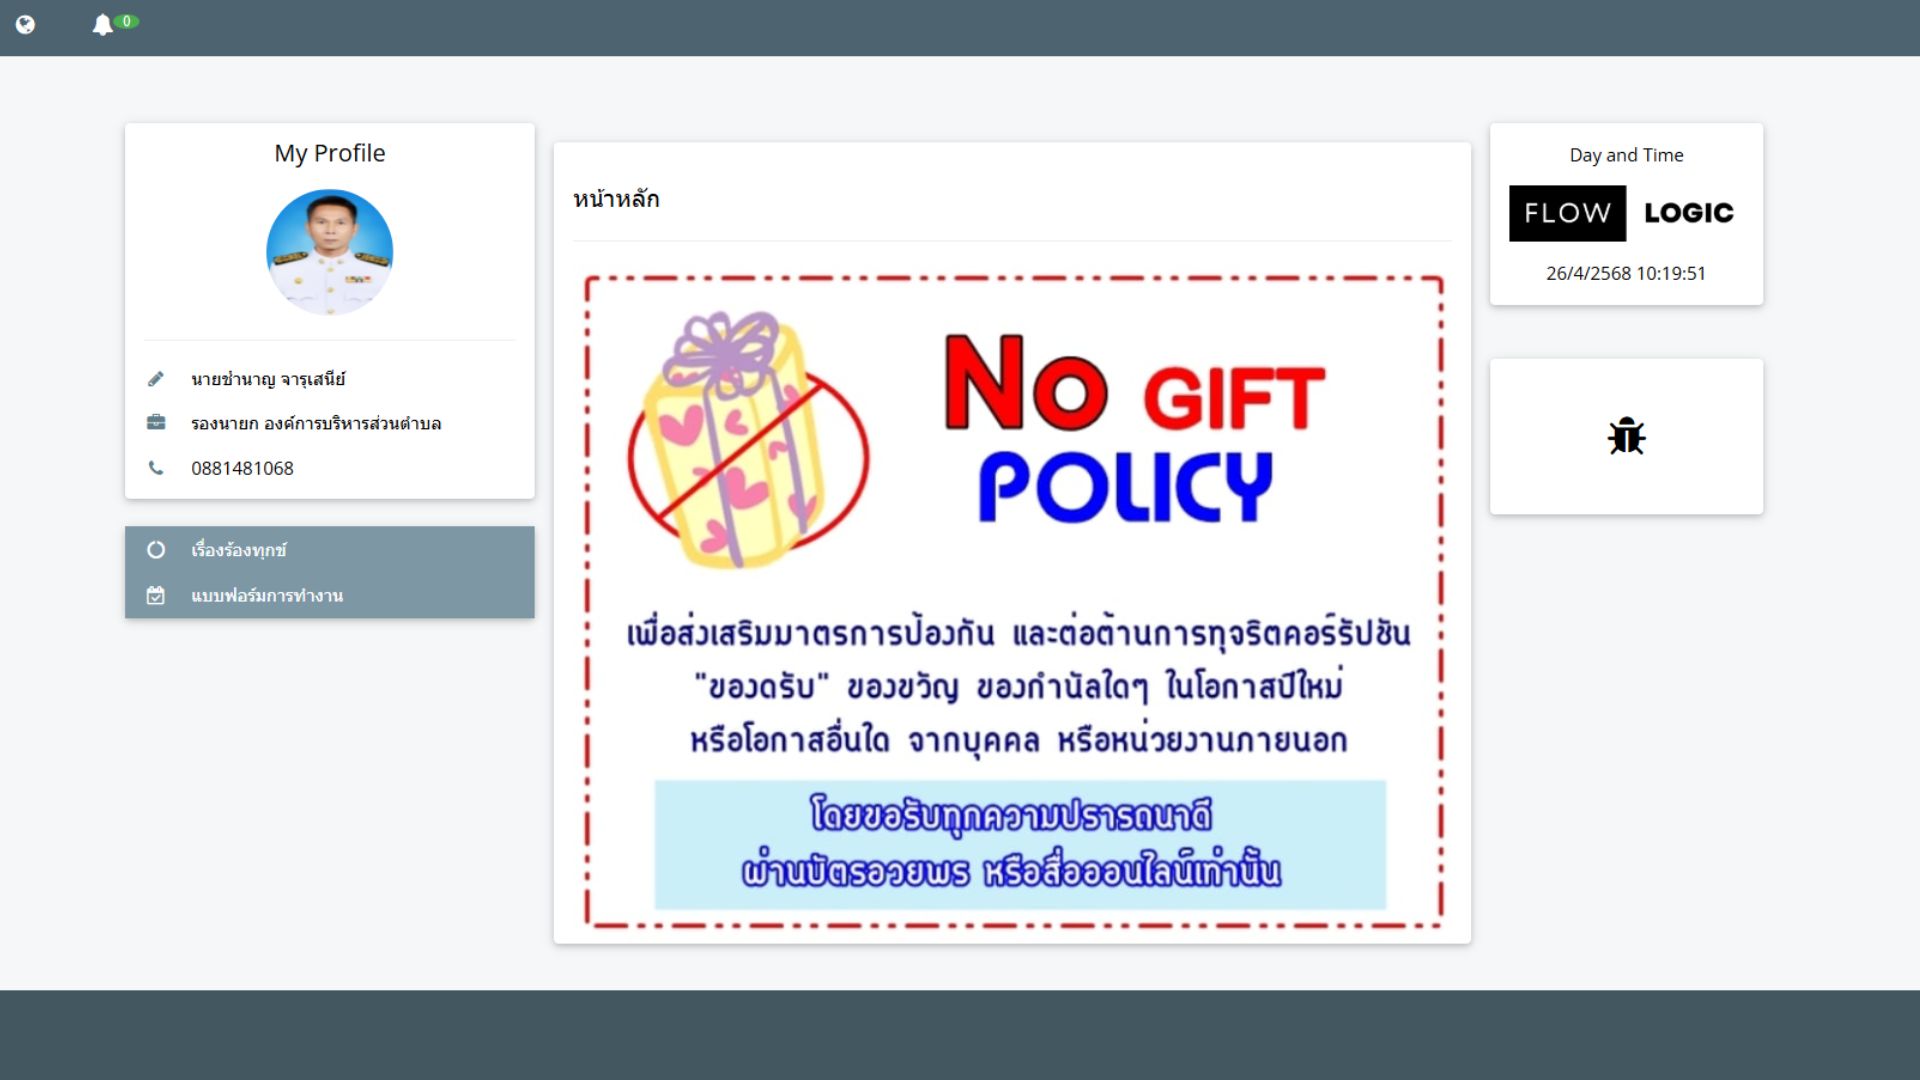 0
My Profile
นายชำนาญ จารุเสนีย์
รองนายก องค์การบริหารส่วนตำบล
0881481068
เรื่องร้องทุกข์
แบบฟอร์มการทำงาน
หน้าหลัก
No GIFT
POLICY
เพื่อส่งเสริมมาตรการป้องกัน และต่อต้านการทุจริตคอร์รัปชัน
"ของดรับ" ของขวัญ ของกำนัลใดๆ ในโอกาสปีใหม่
หรือโอกาสอื่นใด จากบุคคล หรือหน่วยงานภายนอก
โดยขอรับทุกความปรารถนาดี
ผ่านบัตรอวยพร หรือสื่อออนไลน์เท่านั้น
Day and Time
FLOW LOGIC
26/4/2568 10:19:51